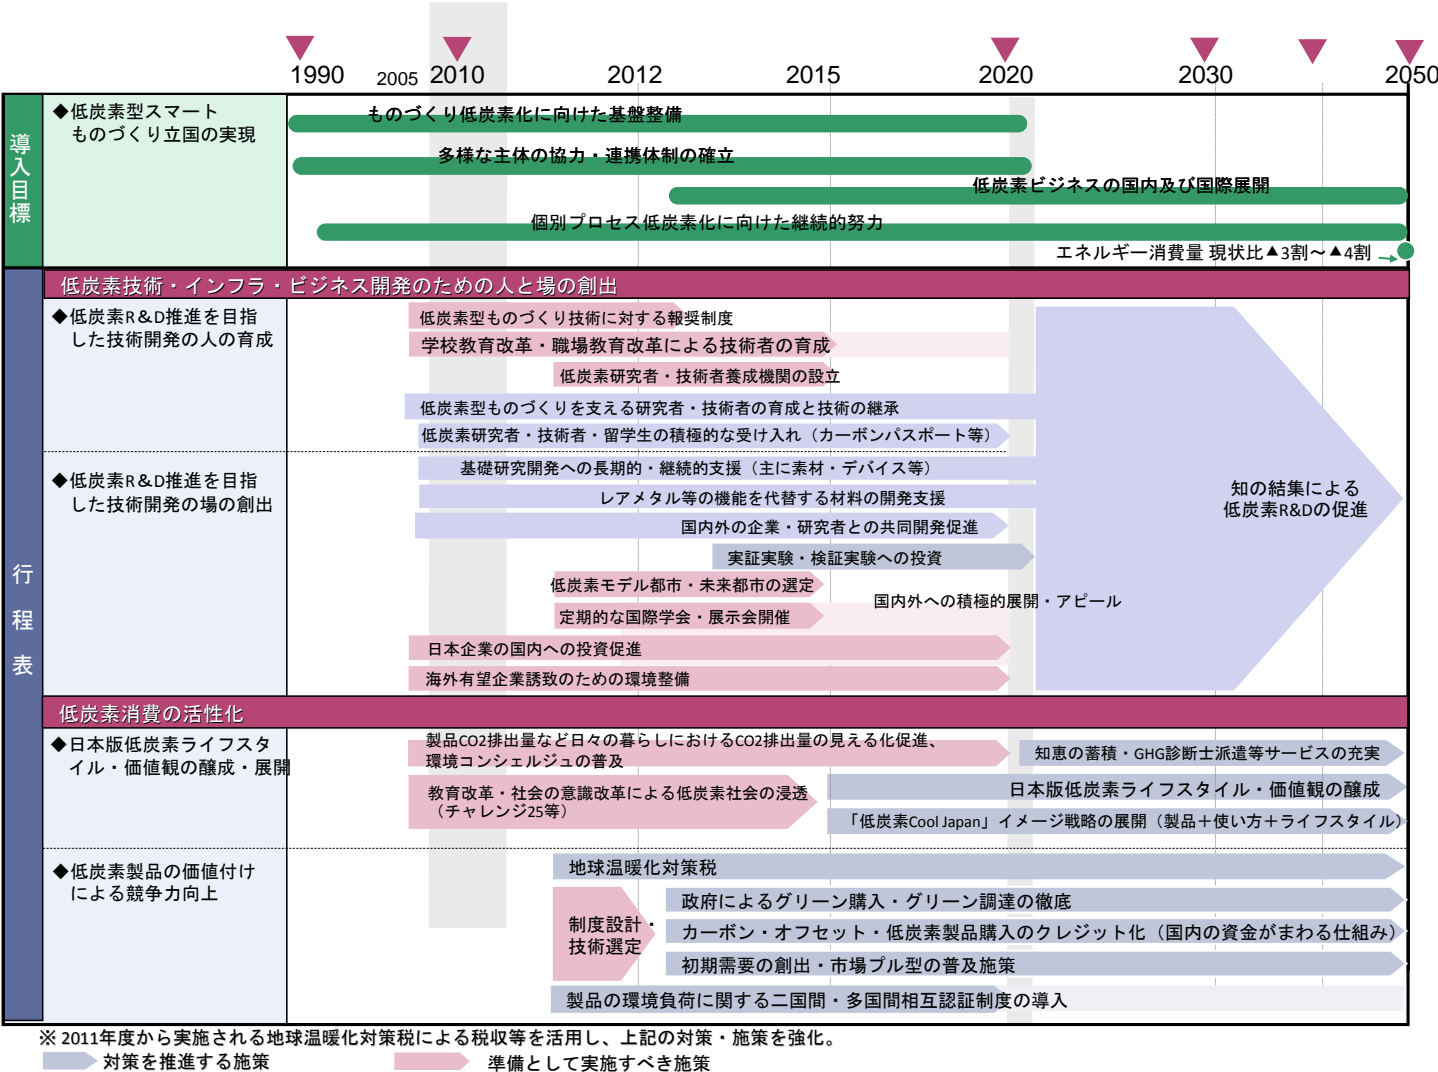 1990
2005
2010
2012
2015
2020
2030
2050
導入目標
◆低炭素型スマート
ものづくり立国の実現
ものづくり低炭素化に向けた基盤整備
多様な主体の協力・連携体制の確立
低炭素ビジネスの国内及び国際展開
個別プロセス低炭素化に向けた継続的努力
エネルギー消費量 現状比▲3割～▲4割
行程表
低炭素技術・インフラ・ビジネス開発のための人と場の創出
◆低炭素R&D推進を目指
した技術開発の人の育成
低炭素型ものづくり技術に対する報奨制度
学校教育改革・職場教育改革による技術者の育成
低炭素研究者・技術者養成機関の設立
低炭素型ものづくりを支える研究者・技術者の育成と技術の継承
低炭素研究者・技術者・留学生の積極的な受け入れ（カーボンパスポート等）
◆低炭素R&D推進を目指
した技術開発の場の創出
基礎研究開発への長期的・継続的支援（主に素材・デバイス等）
レアメタル等の機能を代替する材料の開発支援
国内外の企業・研究者との共同開発促進
実証実験・検証実験への投資
低炭素モデル都市・未来都市の選定
国内外への積極的展開・アピール
定期的な国際学会・展示会開催
日本企業の国内への投資促進
海外有望企業誘致のための環境整備
知の結集による
低炭素R&Dの促進
低炭素消費の活性化
◆日本版低炭素ライフスタ
イル・価値観の醸成・展開
製品CO2排出量など日々の暮らしにおけるCO2排出量の見える化促進、
環境コンシェルジュの普及
知恵の蓄積・GHG診断士派遣等サービスの充実
教育改革・社会の意識改革による低炭素社会の浸透
（チャレンジ25等）
日本版低炭素ライフスタイル・価値観の醸成
「低炭素Cool Japan」イメージ戦略の展開（製品＋使い方＋ライフスタイル）
◆低炭素製品の価値付け
による競争力向上
地球温暖化対策税
制度設計・
技術選定
政府によるグリーン購入・グリーン調達の徹底
カーボン・オフセット・低炭素製品購入のクレジット化（国内の資金がまわる仕組み）
初期需要の創出・市場プル型の普及施策
製品の環境負荷に関する二国間・多国間相互認証制度の導入
※ 2011年度から実施される地球温暖化対策税による税収等を活用し、上記の対策・施策を強化。
対策を推進する施策
準備として実施すべき施策